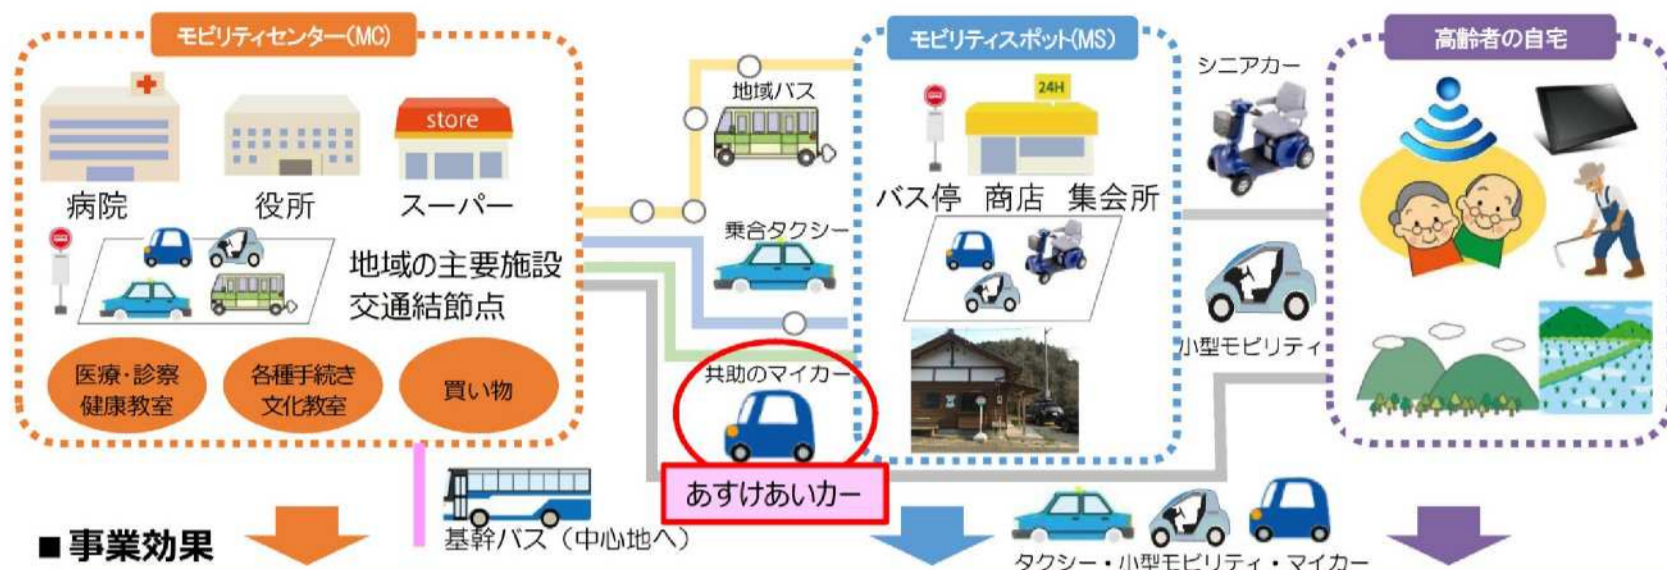 モビリティセンター(MC)
store
病院
役所
スーパー
地域の主要施設
交通結節点
医療・診察
健康教室
各種手続き
文化教室
買い物
基幹バス（中心地へ）
地域バス
乗合タクシー
共助のマイカー
あすけあいカー
モビリティスポット(MS)
24H
バス停 商店 集会所
シニアカー
小型モビリティ
タクシー・小型モビリティ・マイカー
高齢者の自宅
■事業効果